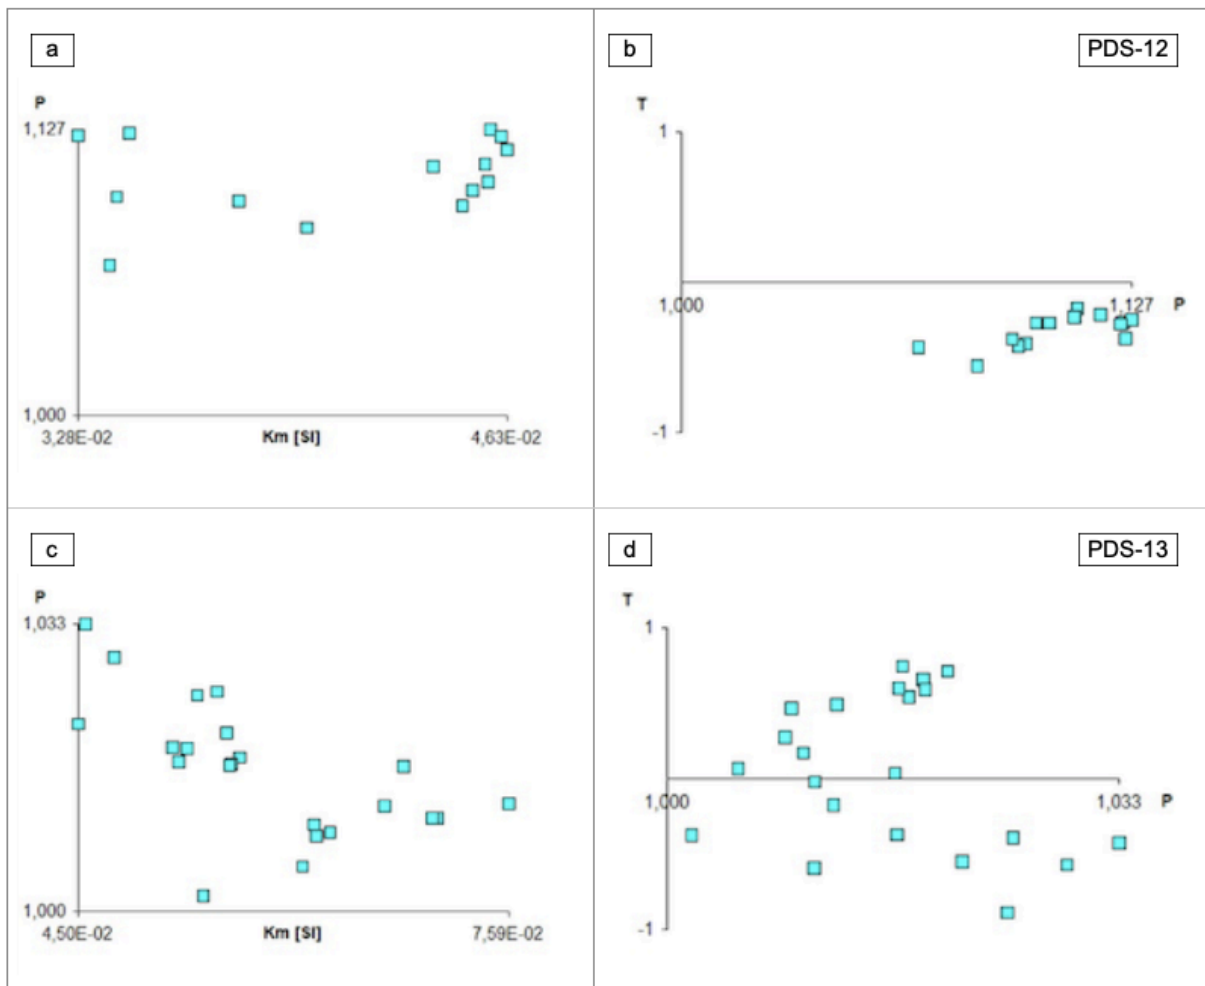 a
P
1,127
1,000
3,28E-02
Km [SI]
4,63E-02
b
PDS-12
T
1
1,000
1,127
P
-1
c
P
1,033
1,000
4,50E-02
Km [SI]
7,59E-02
d
PDS-13
T
1
1,000
1,033
P
-1